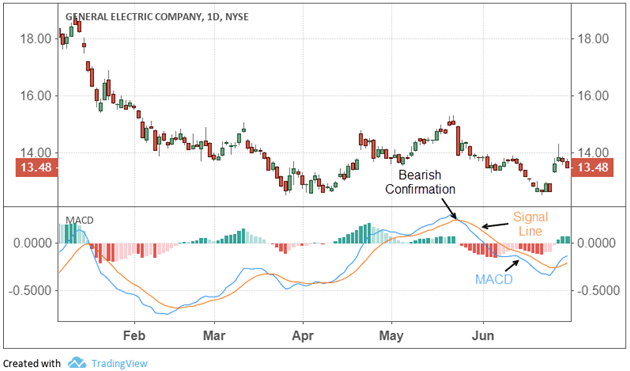 GENERAL ELECTRIC COMPANY, 1D, NYSE
18.00 18.00
16.00 16.00
14.00 14.00
13.48 13.48
Bearish
Confirmation
MACD
Signal
Line
0.0000 0.0000
MACD
-0.5000 -0.5000
Feb Mar Apr May Jun
Created with TradingView